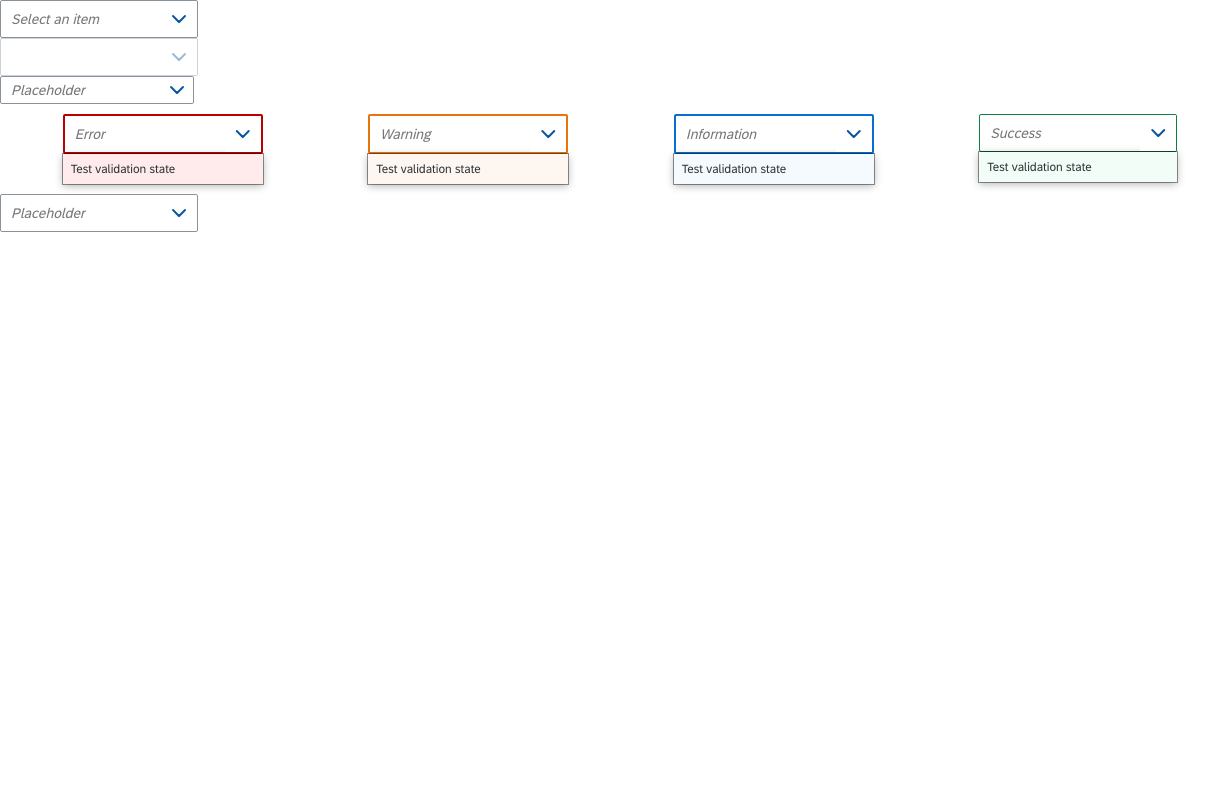 Select an item
Placeholder
Error
Warning
Information
Success
Test validation state
Test validation state
Test validation state
Test validation state
Placeholder